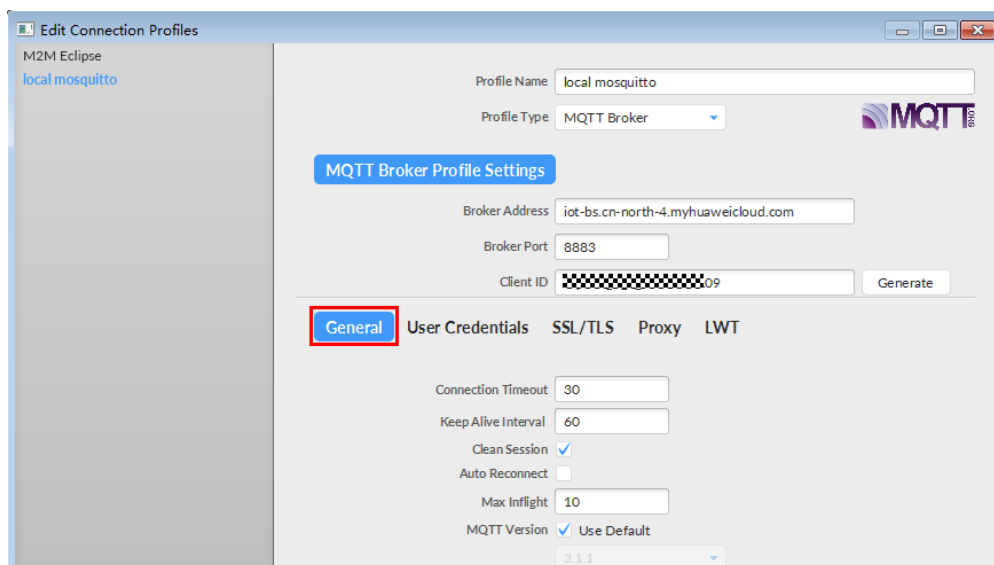 Edit Connection Profiles
M2M Eclipse
local mosquitto
Profile Name local mosquitto
Profile Type MQTT Broker
MQTT .ORG
MQTT Broker Profile Settings
Broker Address iot-bs.cn-north-4.myhuaweicloud.com
Broker Port 8883
Client ID 09 Generate
General User Credentials SSL/TLS Proxy LWT
Connection Timeout 30
Keep Alive Interval 60
Clean Session
Auto Reconnect
Max Inflight 10
MQTT Version Use Default
3.1.1